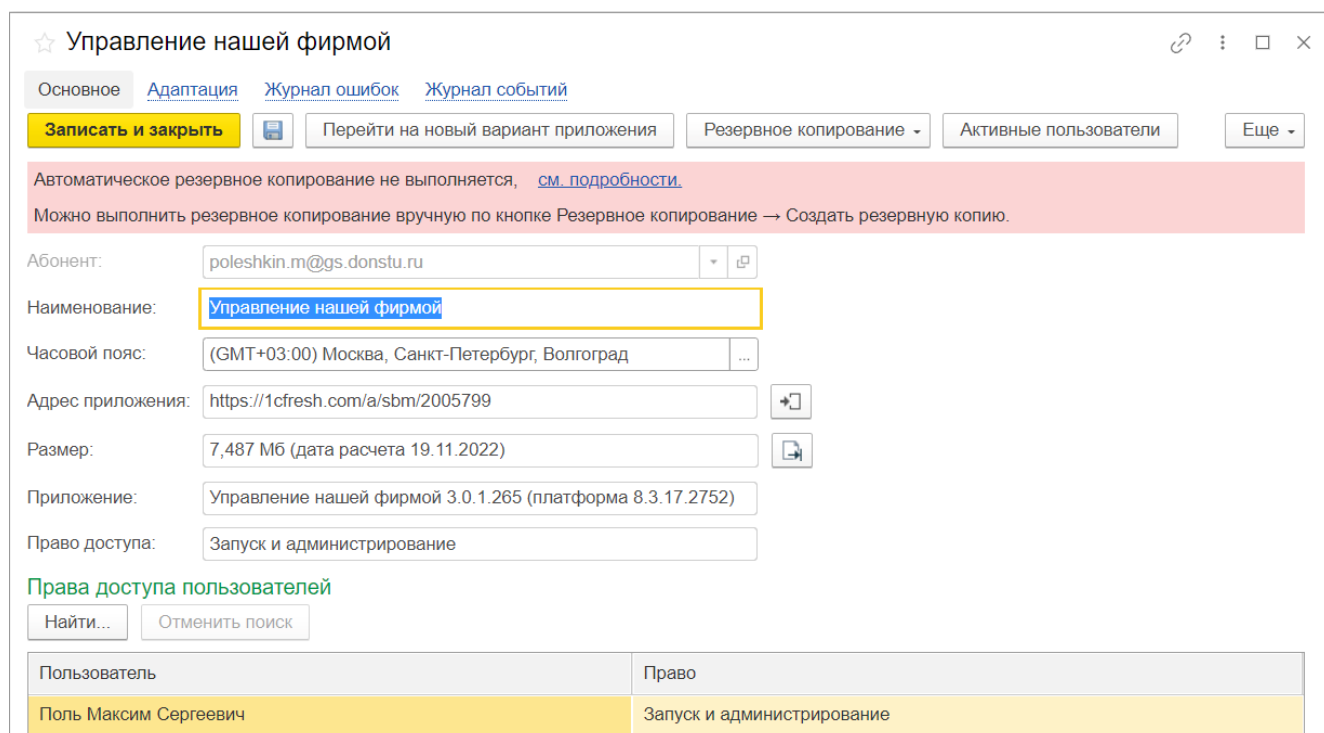 Управление нашей фирмой
Основное Адаптация Журнал ошибок Журнал событий
Записать и закрыть Перейти на новый вариант приложения Резервное копирование Активные пользователи Еще
Автоматическое резервное копирование не выполняется, см. подробности.
Можно выполнить резервное копирование вручную по кнопке Резервное копирование → Создать резервную копию.
Абонент: poleshkin.m@gs.donstu.ru
Наименование: Управление нашей фирмой
Часовой пояс: (GMT+03:00) Москва, Санкт-Петербург, Волгоград ...
Адрес приложения: https://1cfresh.com/a/sbm/2005799
Размер: 7,487 Мб (дата расчета 19.11.2022)
Приложение: Управление нашей фирмой 3.0.1.265 (платформа 8.3.17.2752)
Право доступа: Запуск и администрирование
Права доступа пользователей
Найти... Отменить поиск
Пользователь Право
Поль Максим Сергеевич Запуск и администрирование